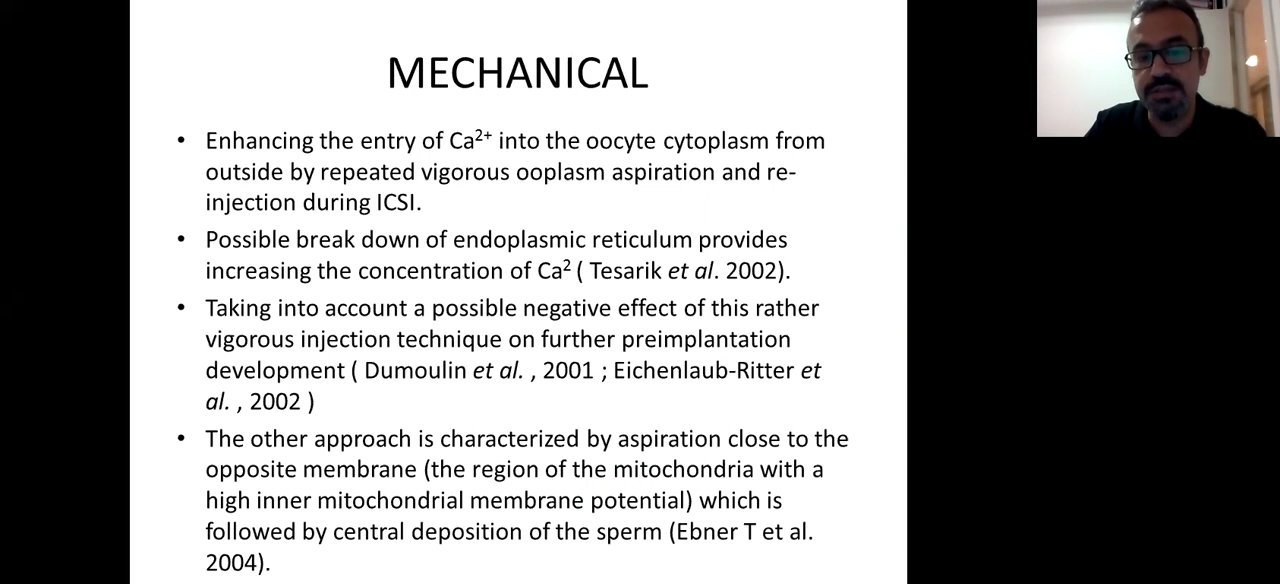 MECHANICAL
• Enhancing the entry of Ca²⁺ into the oocyte cytoplasm from
outside by repeated vigorous ooplasm aspiration and re-
injection during ICSI.
• Possible break down of endoplasmic reticulum provides
increasing the concentration of Ca² ( Tesarik et al. 2002).
• Taking into account a possible negative effect of this rather
vigorous injection technique on further preimplantation
development ( Dumoulin et al. , 2001 ; Eichenlaub-Ritter et
al. , 2002 )
• The other approach is characterized by aspiration close to the
opposite membrane (the region of the mitochondria with a
high inner mitochondrial membrane potential) which is
followed by central deposition of the sperm (Ebner T et al.
2004).